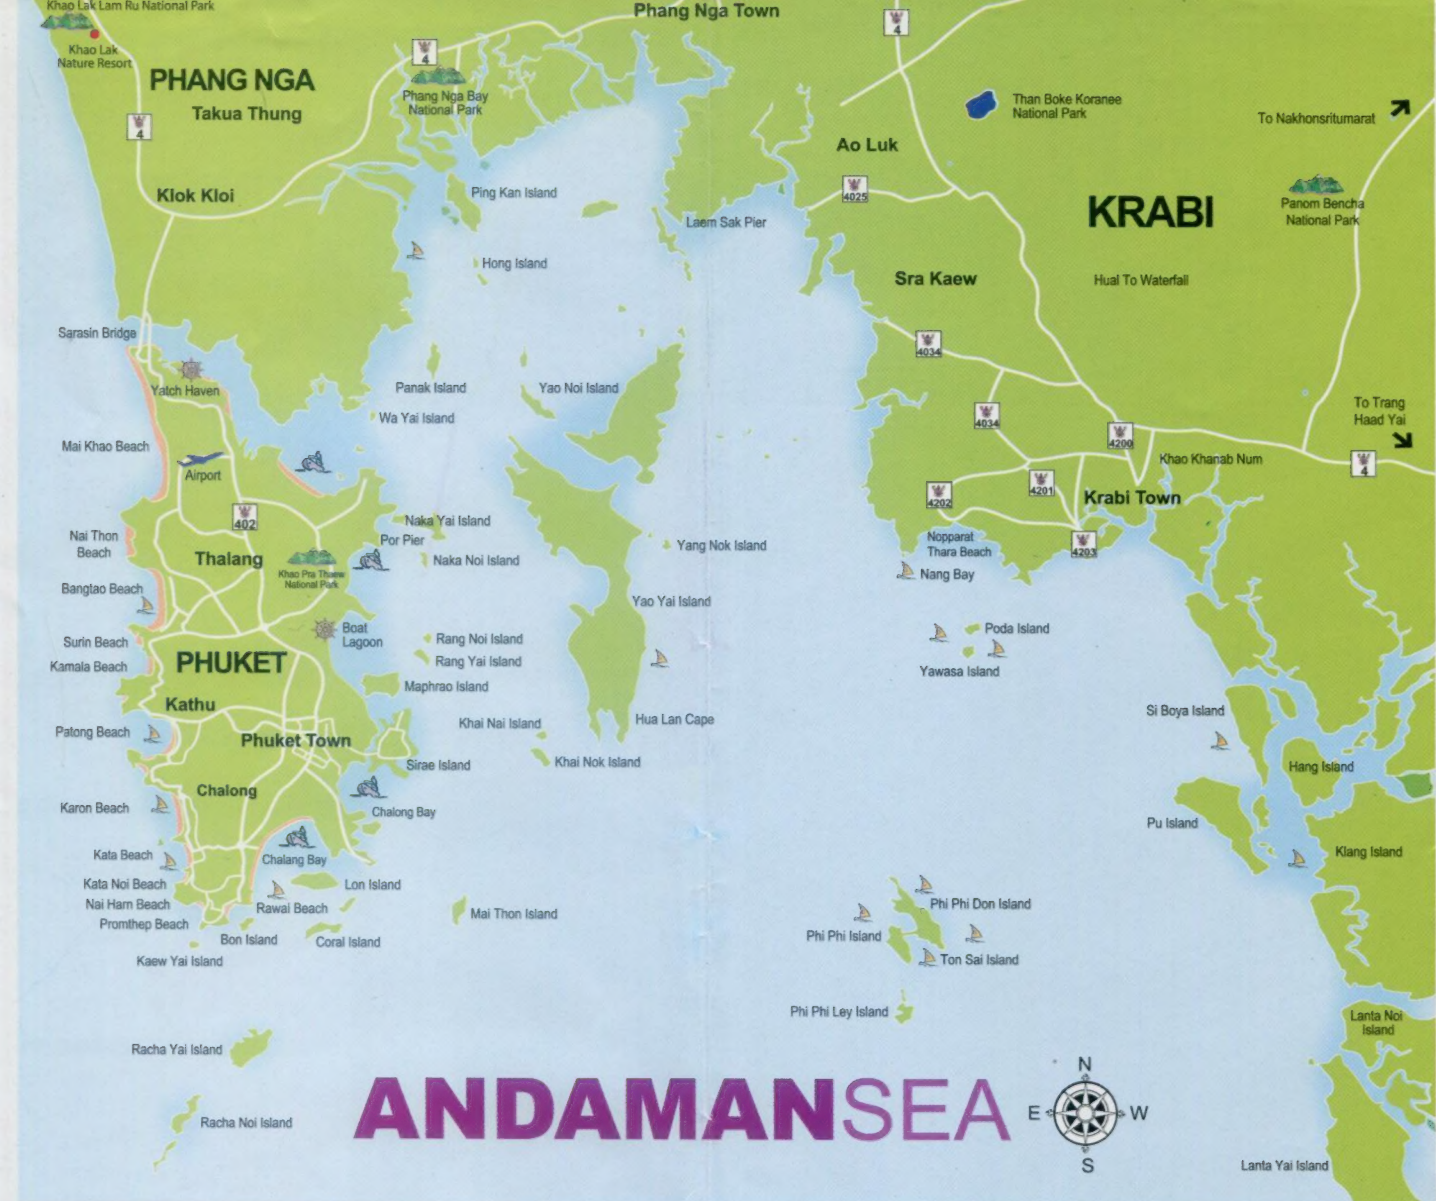 Khao Lak Lam Ru National Park
Phang Nga Town
4
Khao Lak
Nature Resort
4
PHANG NGA
Takua Thung
Phang Nga Bay
National Park
Than Boke Koranee
National Park
To Nakhonsritumarat
4
Ao Luk
Klok Kloi
Ping Kan Island
4025
KRABI
Panom Bencha
National Park
Laem Sak Pier
Hong Island
Sra Kaew
Hual To Waterfall
Sarasin Bridge
4034
Yatch Haven
Panak Island
Yao Noi Island
Wa Yai Island
4034
To Trang
Haad Yai
Mai Khao Beach
4200
Khao Khanab Num
4
Airport
4202
4201
Krabi Town
402
Naka Yai Island
Por Pier
Nai Thon
Beach
Nopparat
Thara Beach
4203
Yang Nok Island
Thalang
Khao Pra Thaew
National Park
Naka Noi Island
Nang Bay
Bangtao Beach
Yao Yai Island
Boat
Lagoon
Poda Island
Surin Beach
Rang Noi Island
Kamala Beach
PHUKET
Rang Yai Island
Yawasa Island
Maphrao Island
Kathu
Si Boya Island
Patong Beach
Khai Nai Island
Hua Lan Cape
Phuket Town
Sirae Island
Khai Nok Island
Hang Island
Chalong
Karon Beach
Chalong Bay
Pu Island
Klang Island
Kata Beach
Chalang Bay
Kata Noi Beach
Lon Island
Nai Harn Beach
Rawai Beach
Phi Phi Don Island
Promthep Beach
Mai Thon Island
Bon Island
Coral Island
Phi Phi Island
Kaew Yai Island
Ton Sai Island
Phi Phi Ley Island
Lanta Noi
Island
Racha Yai Island
ANDAMANSEA
N
E W
S
Racha Noi Island
Lanta Yai Island